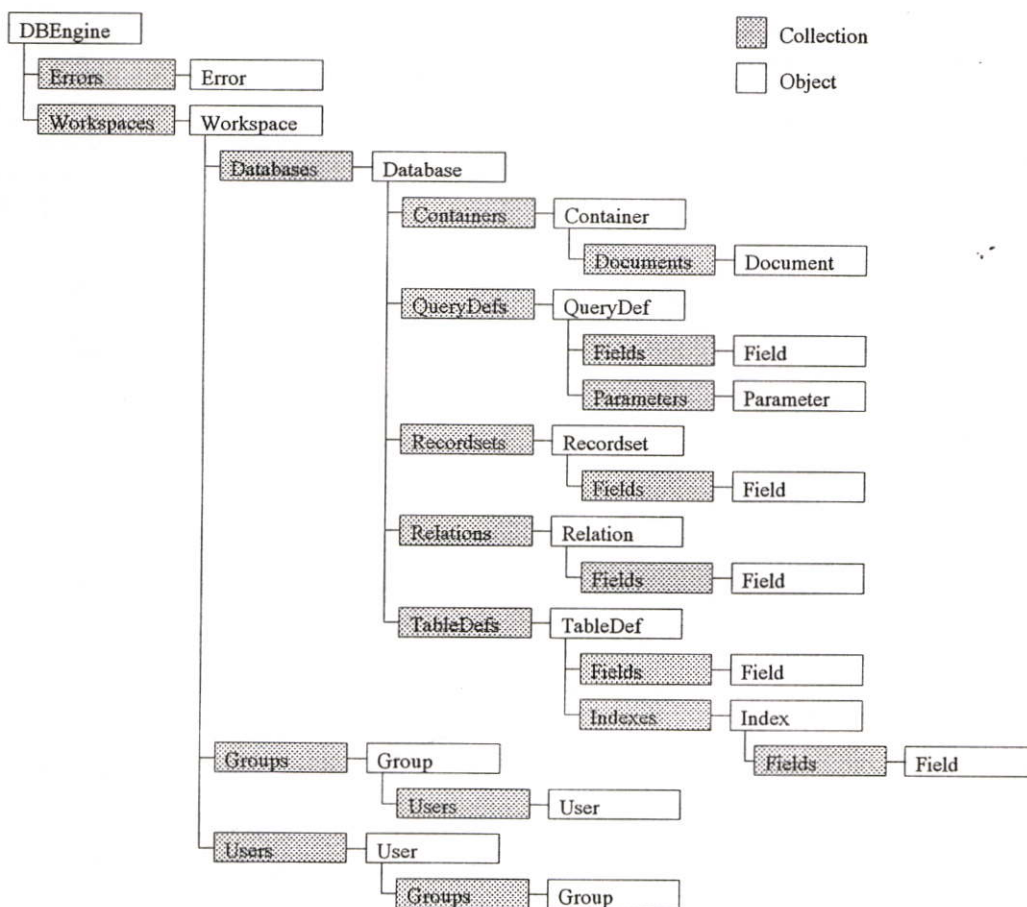 DBEngine
Collection
Errors Error
Object
Workspaces Workspace
Databases Database
Containers Container
Documents Document
QueryDefs QueryDef
Fields Field
Parameters Parameter
Recordsets Recordset
Fields Field
Relations Relation
Fields Field
TableDefs TableDef
Fields Field
Indexes Index
Fields Field
Groups Group
Users User
Users User
Groups Group